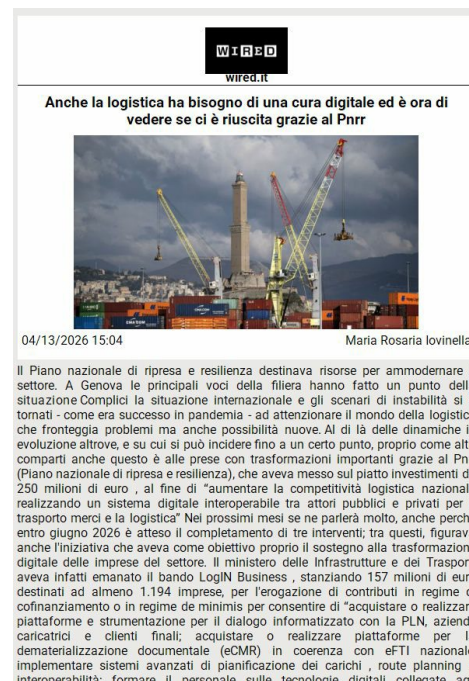 WIRED
wired.it
Anche la logistica ha bisogno di una cura digitale ed è ora di
vedere se ci è riuscita grazie al Pnrr
04/13/2026 15:04
Maria Rosaria Iovinella
Il Piano nazionale di ripresa e resilienza destinava risorse per ammodernare
settore. A Genova le principali voci della filiera hanno fatto un punto dell
situazione Complici la situazione internazionale e gli scenari di instabilità si
tornati - come era successo in pandemia - ad attenzionare il mondo della logistic
che fronteggia problemi ma anche possibilità nuove. Al di là delle dinamiche i
evoluzione altrove, e su cui si può incidere fino a un certo punto, proprio come alt
comparti anche questo è alle prese con trasformazioni importanti grazie al Pn
(Piano nazionale di ripresa e resilienza), che aveva messo sul piatto investimenti d
250 milioni di euro , al fine di “aumentare la competitività logistica nazional
realizzando un sistema digitale interoperabile tra attori pubblici e privati per
trasporto merci e la logistica” Nei prossimi mesi se ne parlerà molto, anche perch
entro giugno 2026 è atteso il completamento di tre interventi; tra questi, figurav
anche l'iniziativa che aveva come obiettivo proprio il sostegno alla trasformazion
digitale delle imprese del settore. Il ministero delle Infrastrutture e dei Traspor
aveva infatti emanato il bando LogIN Business , stanziando 157 milioni di eur
destinati ad almeno 1.194 imprese, per l'erogazione di contributi in regime d
cofinanziamento o in regime de minimis per consentire di “acquistare o realizzar
piattaforme e strumentazione per il dialogo informatizzato con la PLN, aziend
caricatrici e clienti finali; acquistare o realizzare piattaforme per l
dematerializzazione documentale (eCMR) in coerenza con eFTI nazionale
implementare sistemi avanzati di pianificazione dei carichi , route planning
interoperabilità; formare il personale sulle tecnologie digitali collegate